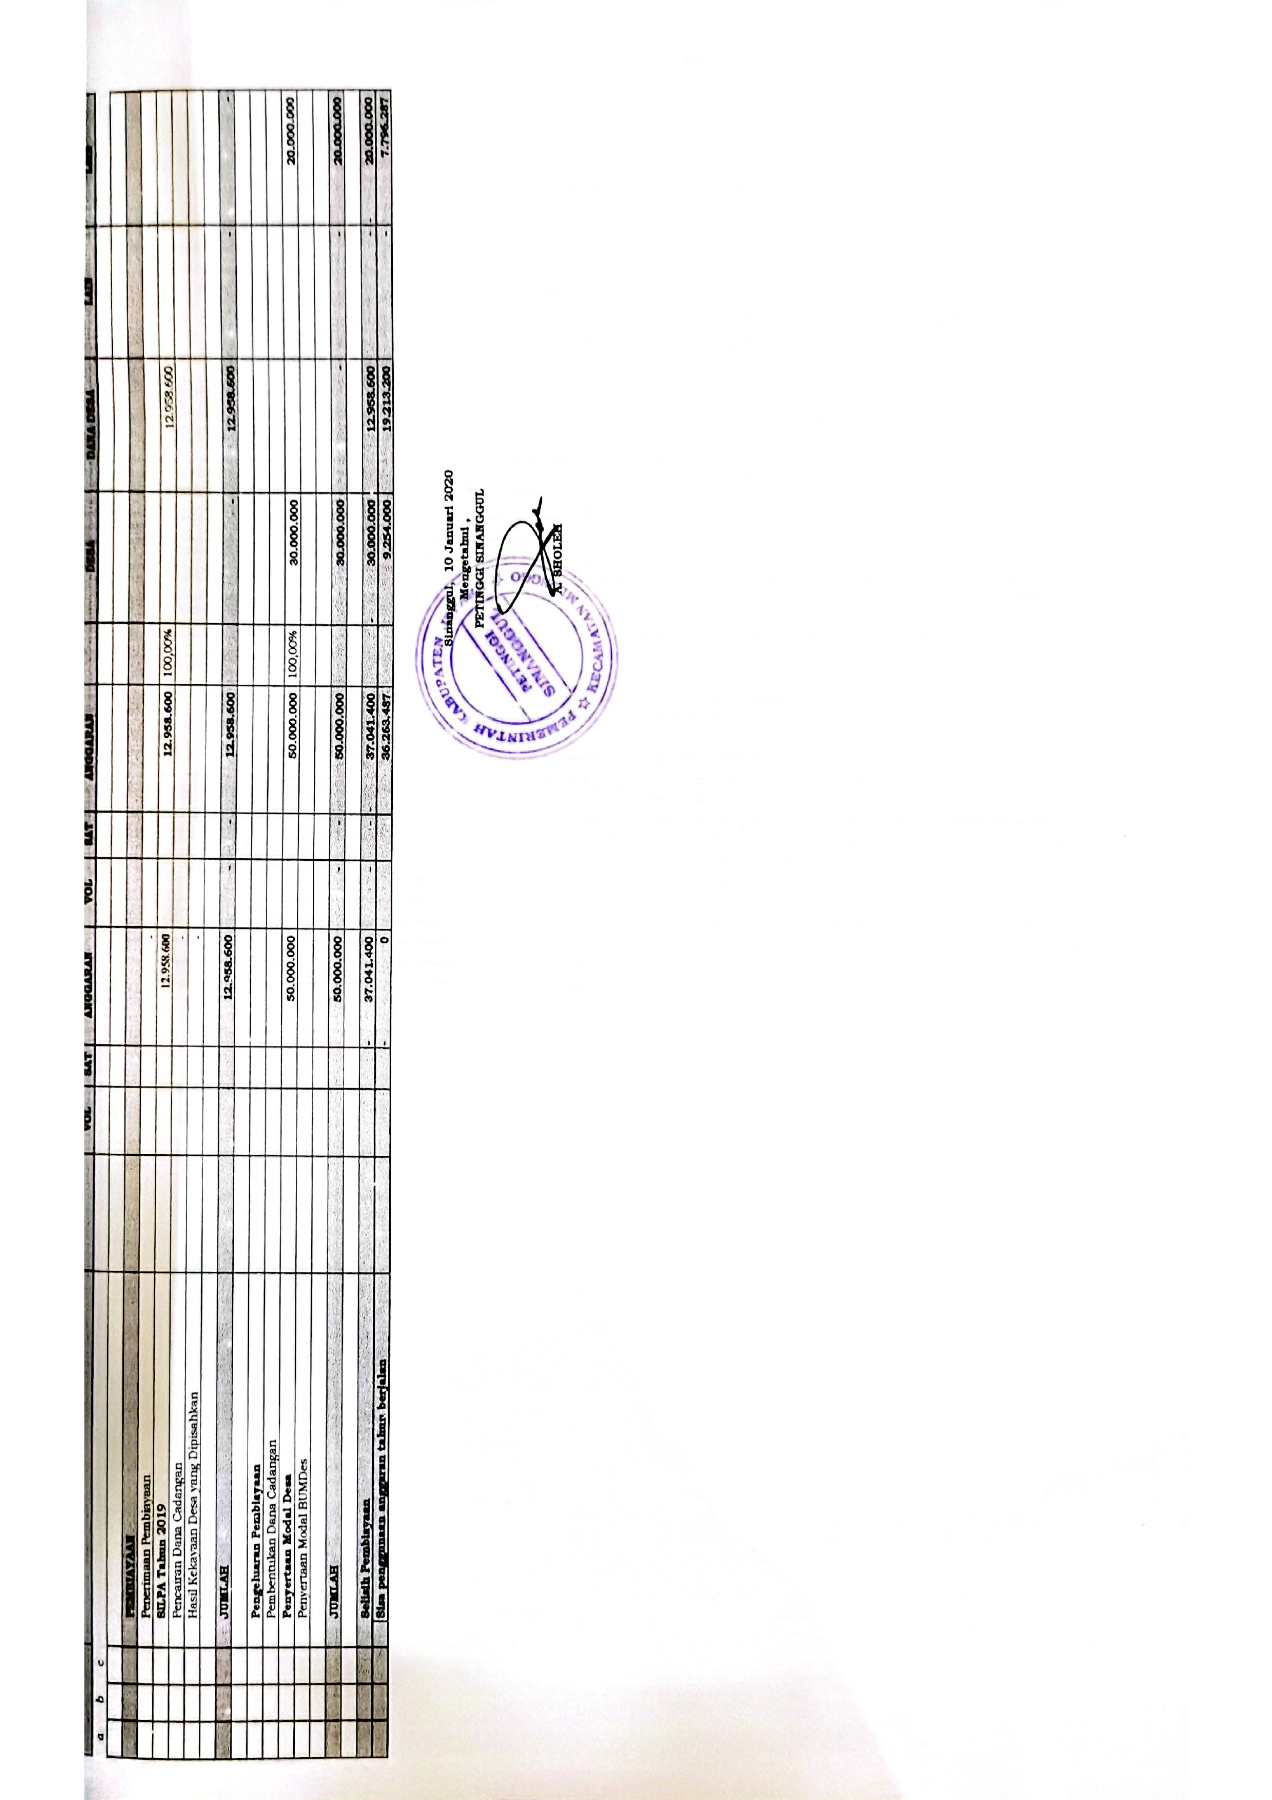 VOL SAT ANGGARAN VOL SAT ANGGARAN DESA DANA DESA LAIN
a b c
PEMBIAYAAN
Penerimaan Pembiayaan -
SILPA Tahun 2019 12.958.600 12.958.600 100,00% 12.958.600
Pencairan Dana Cadangan -
Hasil Kekayaan Desa yang Dipisahkan -
JUMLAH 12.958.600 - - 12.958.600 - 12.958.600 - -
Pengeluaran Pembiayaan
Pembentukan Dana Cadangan
Penyertaan Modal Desa 50.000.000 50.000.000 100,00% 30.000.000 20.000.000
Penyertaan Modal BUMDes
JUMLAH 50.000.000 - - 50.000.000 30.000.000 - - 20.000.000
Selisih Pembiayaan - 37.041.400 - - - 37.041.400 - 30.000.000 12.958.600 - - 20.000.000
Sisa penggunaan anggaran tahun berjalan - 0 36.263.487 9.254.000 19.213.200 - 7.796.287
Sinanggul, 10 Januari 2020
Mengetahui ,
PETINGGI SINANGGUL
SHOLEH
PEMERINTAH KABUPATEN
KECAMATAN
PETINGGI
SINANGGUL